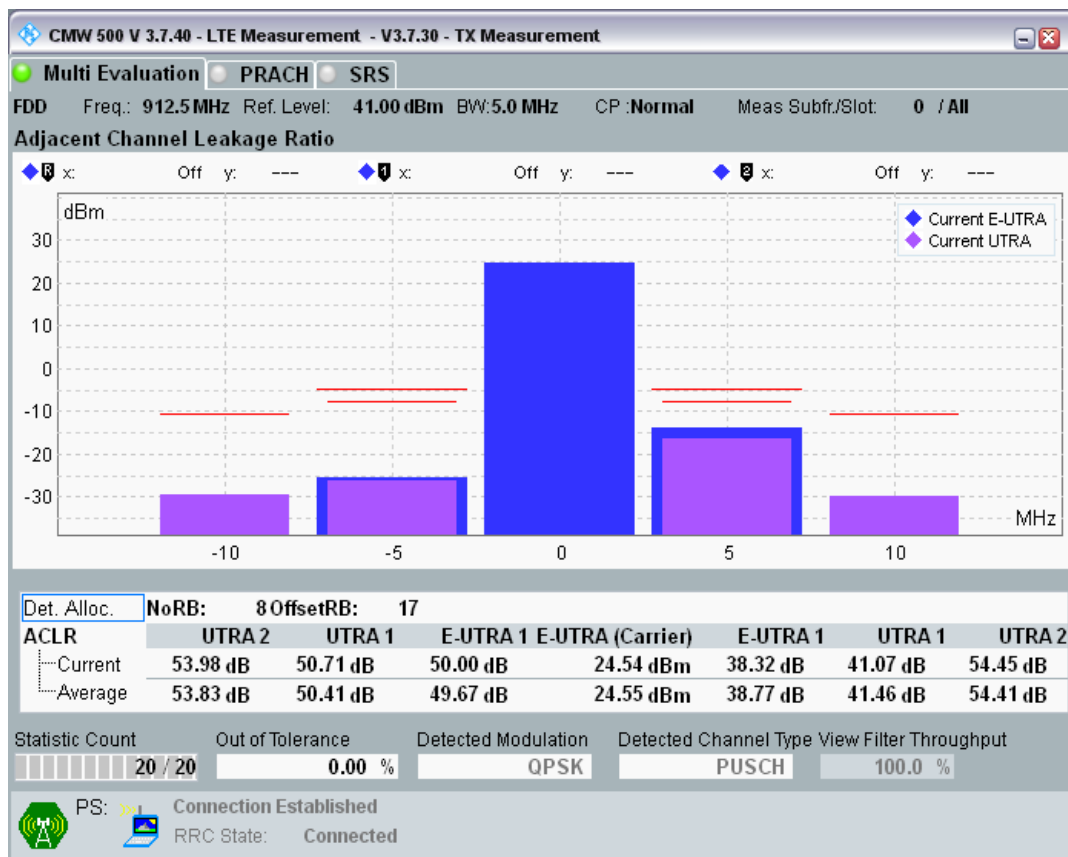 CMW 500 V 3.7.40 - LTE Measurement - V3.7.30 - TX Measurement
Multi Evaluation PRACH SRS
FDD Freq.: 912.5 MHz Ref. Level: 41.00 dBm BW:5.0 MHz CP :Normal Meas Subfr./Slot: 0 / All
Adjacent Channel Leakage Ratio
R x: Off y: --- 1 x: Off y: --- 2 x: Off y: ---
dBm
Current E-UTRA
Current UTRA
30
20
10
0
-10
-20
-30
MHz
-10 -5 0 5 10
Det. Alloc. NoRB: 8 OffsetRB: 17
ACLR UTRA 2 UTRA 1 E-UTRA 1 E-UTRA (Carrier) E-UTRA 1 UTRA 1 UTRA 2
Current 53.98 dB 50.71 dB 50.00 dB 24.54 dBm 38.32 dB 41.07 dB 54.45 dB
Average 53.83 dB 50.41 dB 49.67 dB 24.55 dBm 38.77 dB 41.46 dB 54.41 dB
Statistic Count Out of Tolerance Detected Modulation Detected Channel Type View Filter Throughput
20 / 20 0.00 % QPSK PUSCH 100.0 %
PS: Connection Established
RRC State: Connected